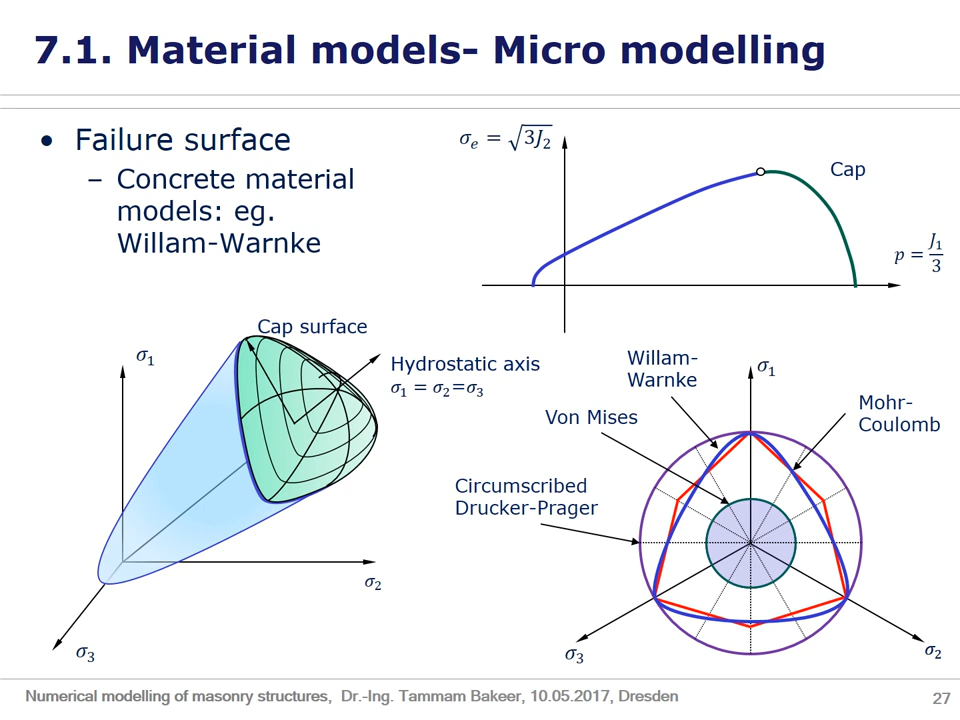 7.1. Material models- Micro modelling
• Failure surface
– Concrete material
models: eg.
Willam-Warnke
σₑ = √3J₂
Cap
p = J₁/3
Cap surface
σ₁
Hydrostatic axis
σ₁ = σ₂=σ₃
σ₂
σ₃
Willam-
Warnke
σ₁
Von Mises
Mohr-
Coulomb
Circumscribed
Drucker-Prager
σ₃
σ₂
Numerical modelling of masonry structures, Dr.-Ing. Tammam Bakeer, 10.05.2017, Dresden
27